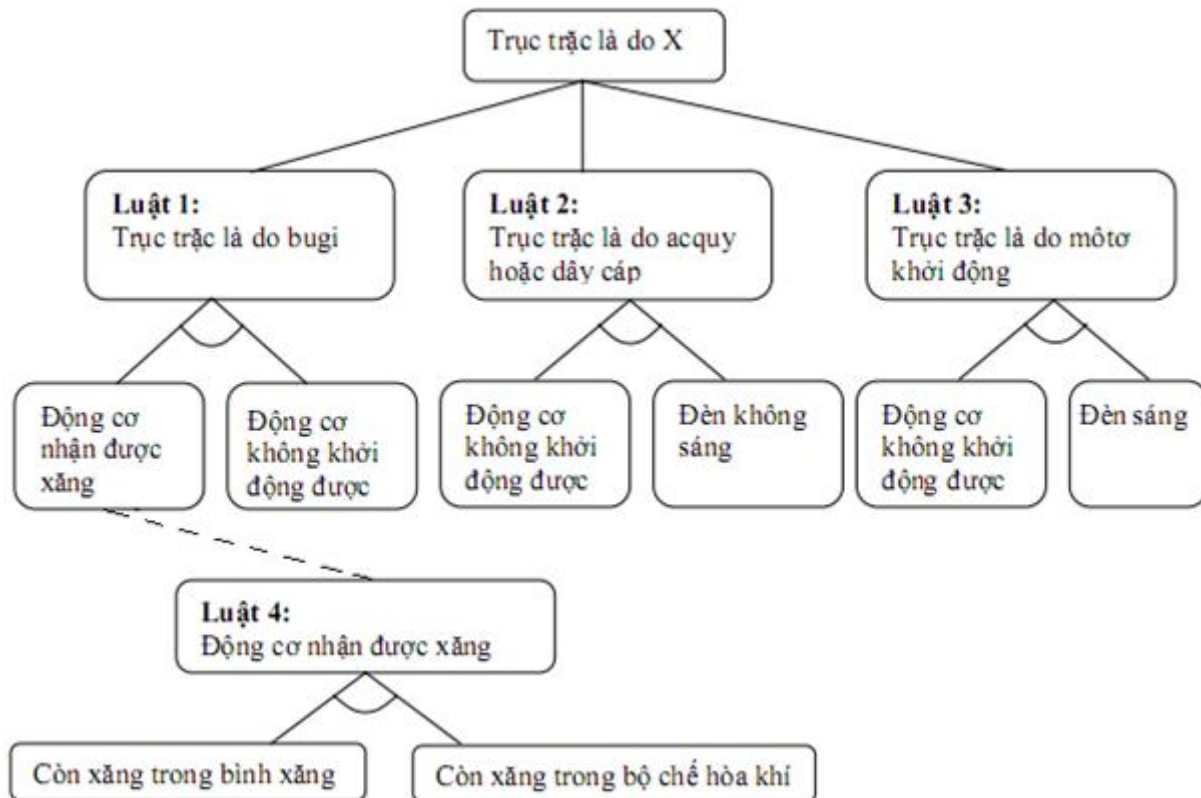 Trục trặc là do X
Luật 1:
Trục trặc là do bugi
Luật 2:
Trục trặc là do acquy
hoặc dây cáp
Luật 3:
Trục trặc là do môtơ
khởi động
Động cơ
nhận được
xăng
Động cơ
không khởi
động được
Động cơ
không khởi
động được
Đèn không
sáng
Động cơ
không khởi
động được
Đèn sáng
Luật 4:
Động cơ nhận được xăng
Còn xăng trong bình xăng
Còn xăng trong bộ chế hòa khí